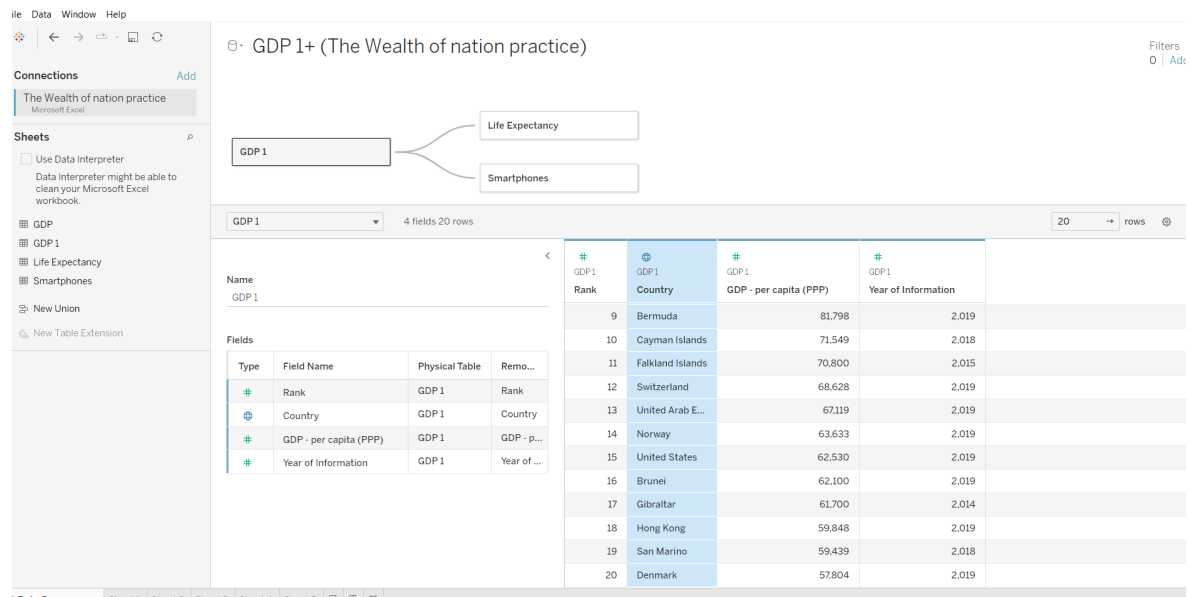 ile Data Window Help
GDP 1+ (The Wealth of nation practice)
Filters
0 Add
Connections Add
The Wealth of nation practice
Microsoft Excel
Sheets
Use Data Interpreter
Data Interpreter might be able to
clean your Microsoft Excel
workbook.
GDP
GDP 1
Life Expectancy
Smartphones
New Union
New Table Extension
GDP 1
Life Expectancy
Smartphones
GDP 1 4 fields 20 rows 20 rows
Name
GDP 1
Fields
Type Field Name Physical Table Remo...
Rank GDP 1 Rank
Country GDP 1 Country
GDP - per capita (PPP) GDP 1 GDP - p...
Year of Information GDP 1 Year of ...
GDP 1 GDP 1 GDP 1 GDP 1
Rank Country GDP - per capita (PPP) Year of Information
9 Bermuda 81,798 2,019
10 Cayman Islands 71,549 2,018
11 Falkland Islands 70,800 2,015
12 Switzerland 68,628 2,019
13 United Arab E... 67,119 2,019
14 Norway 63,633 2,019
15 United States 62,530 2,019
16 Brunei 62,100 2,019
17 Gibraltar 61,700 2,014
18 Hong Kong 59,848 2,019
19 San Marino 59,439 2,018
20 Denmark 57,804 2,019